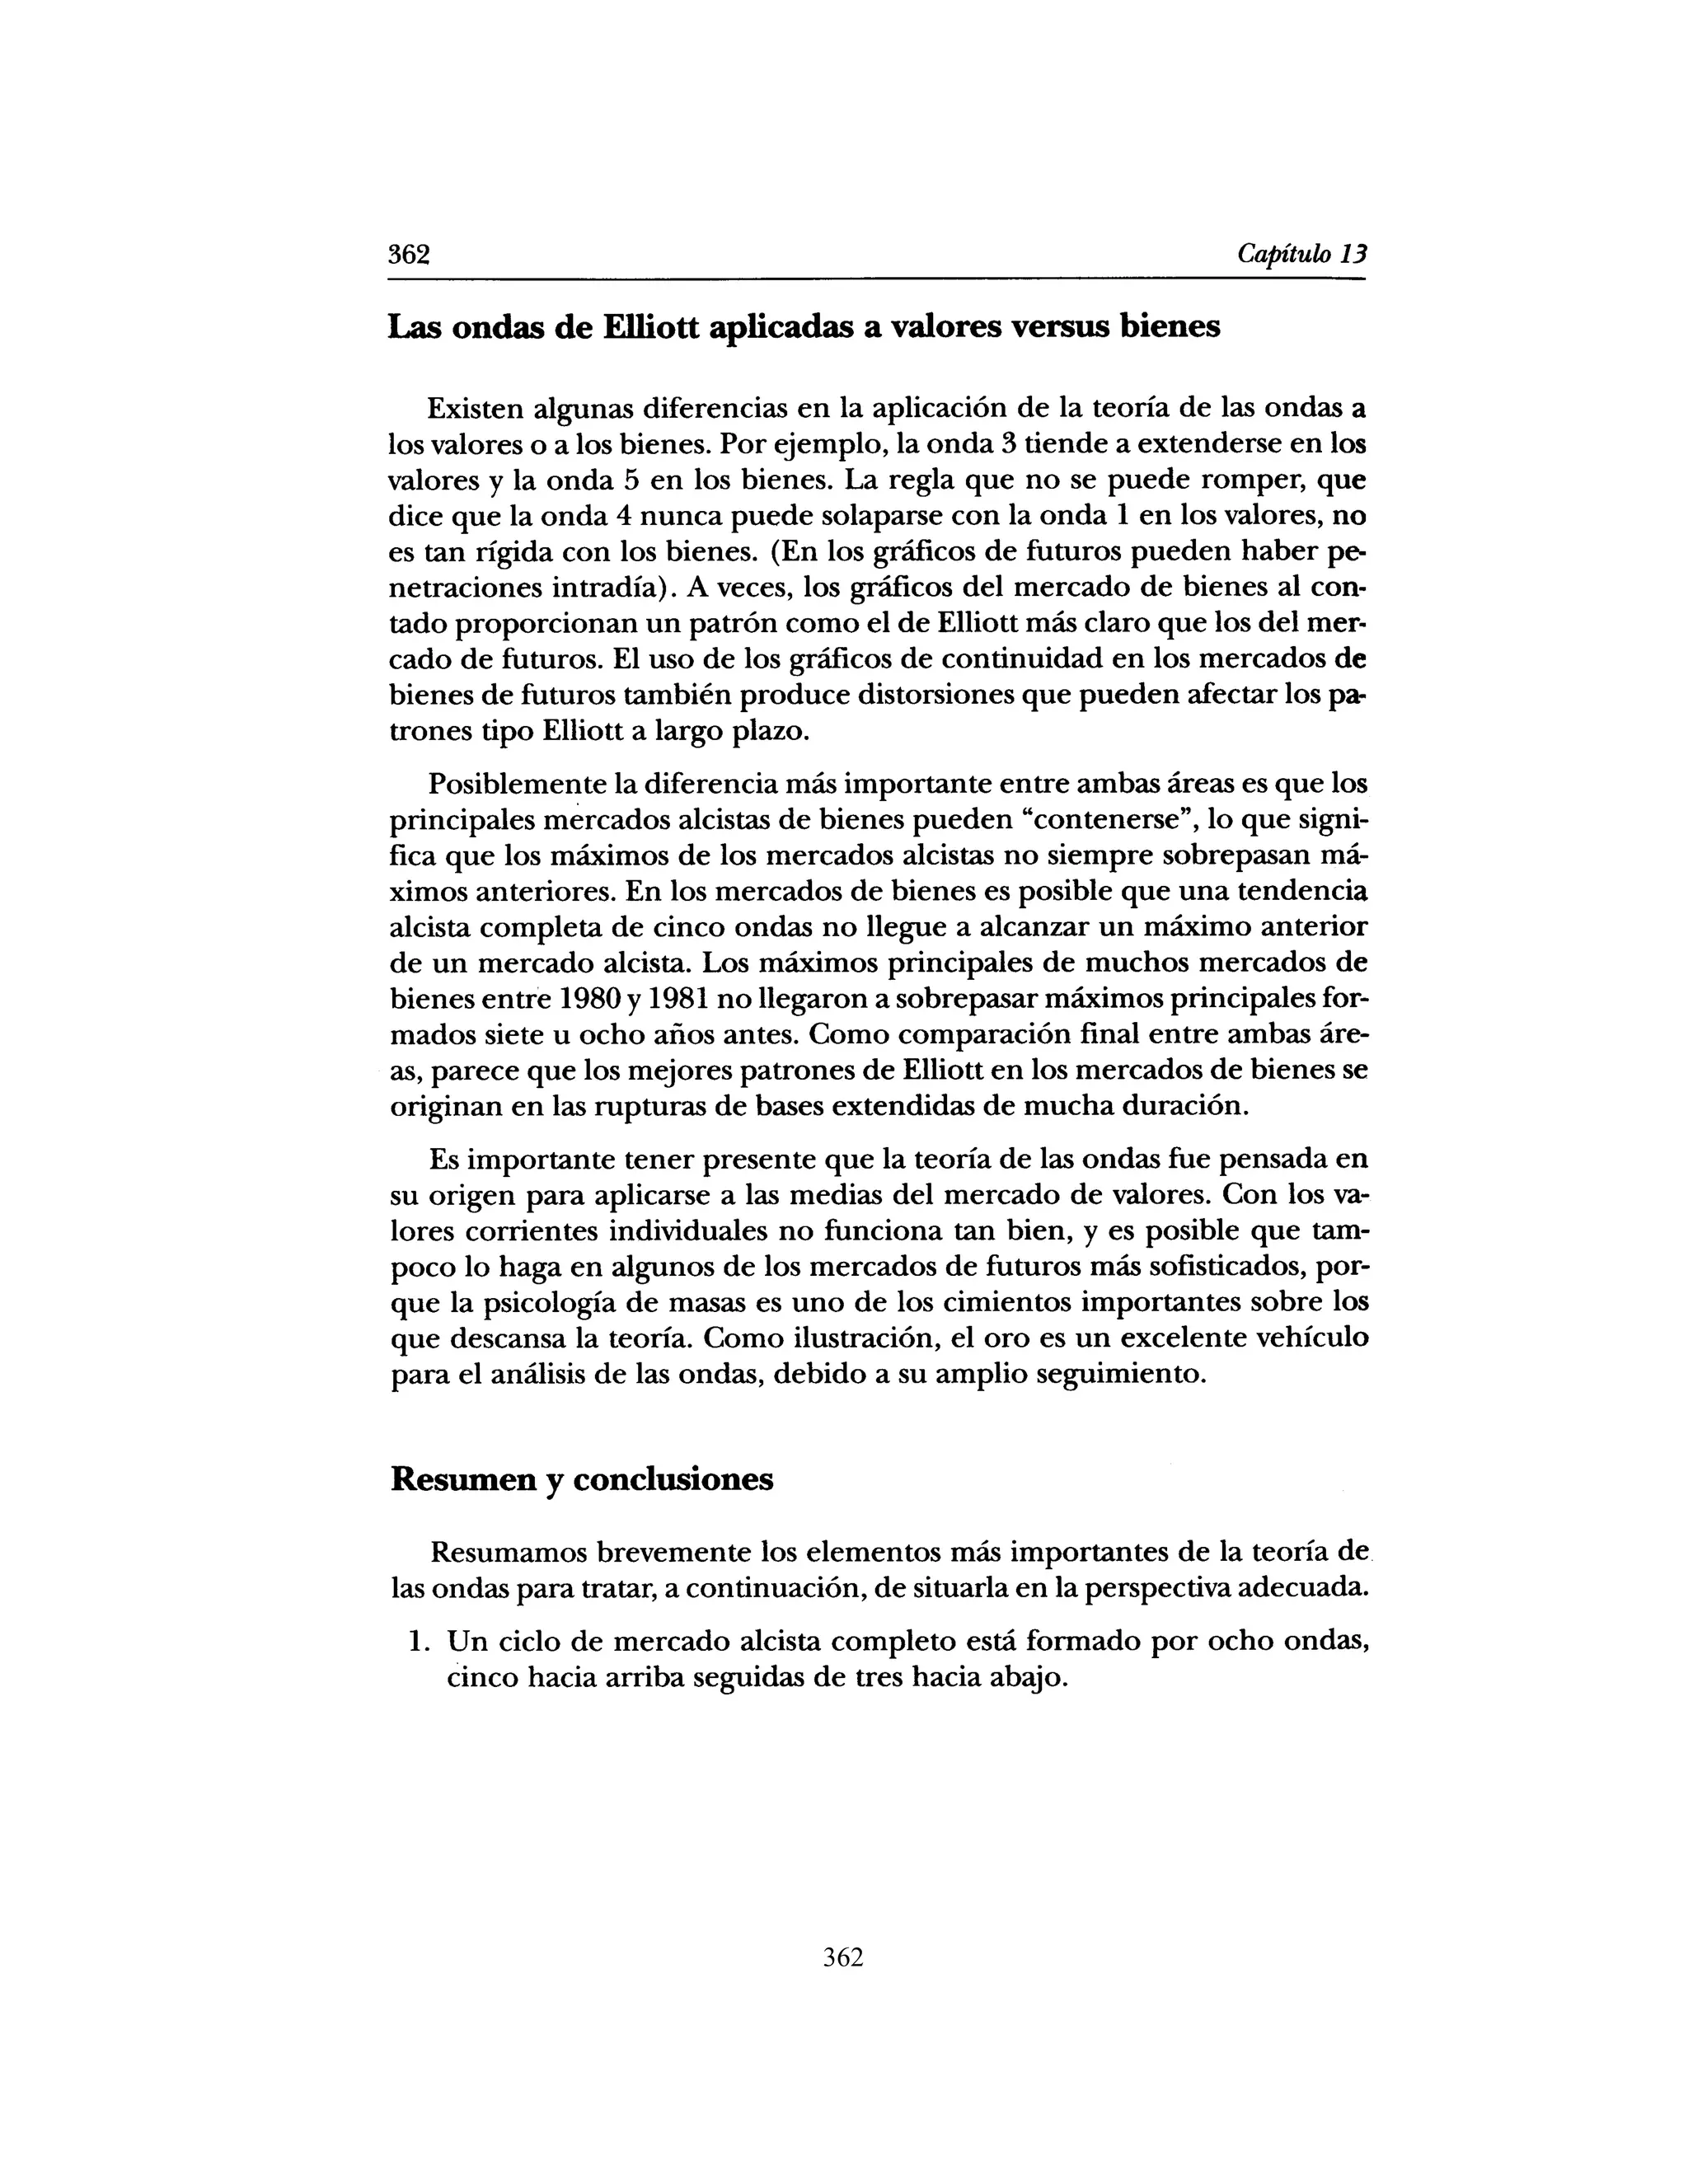 362 Capítulo 13
Las ondas de Elliott aplicadas a valores versus bienes
Existen algunas diferencias en la aplicación de la teoría de las ondas a
los valores o a los bienes. Por ejemplo, la onda 3 tiende a extenderse en los
valores y la onda 5 en los bienes. La regla que no se puede romper, que
dice que la onda 4 nunca puede solaparse con la onda 1 en los valores, no
es tan rígida con los bienes. (En los gráficos de futuros pueden haber pe-
netraciones intradía). A veces, los gráficos del mercado de bienes al con-
tado proporcionan un patrón como el de Elliott más claro que los del mer-
cado de futuros. El uso de los gráficos de continuidad en los mercados de
bienes de futuros también produce distorsiones que pueden afectar los pa-
trones tipo Elliott a largo plazo.
Posiblemente la diferencia más importante entre ambas áreas es que los
principales mercados alcistas de bienes pueden “contenerse”, lo que signi-
fica que los máximos de los mercados alcistas no siempre sobrepasan má-
ximos anteriores. En los mercados de bienes es posible que una tendencia
alcista completa de cinco ondas no llegue a alcanzar un máximo anterior
de un mercado alcista. Los máximos principales de muchos mercados de
bienes entre 1980 y 1981 no llegaron a sobrepasar máximos principales for-
mados siete u ocho años antes. Como comparación final entre ambas áre-
as, parece que los mejores patrones de Elliott en los mercados de bienes se
originan en las rupturas de bases extendidas de mucha duración.
Es importante tener presente que la teoría de las ondas fue pensada en
su origen para aplicarse a las medias del mercado de valores. Con los va-
lores corrientes individuales no funciona tan bien, y es posible que tam-
poco lo haga en algunos de los mercados de futuros más sofisticados, por-
que la psicología de masas es uno de los cimientos importantes sobre los
que descansa la teoría. Como ilustración, el oro es un excelente vehículo
para el análisis de las ondas, debido a su amplio seguimiento.
Resumen y conclusiones
Resumamos brevemente los elementos más importantes de la teoría de
las ondas para tratar, a continuación, de situarla en la perspectiva adecuada.
1. Un ciclo de mercado alcista completo está formado por ocho ondas,
cinco hacia arriba seguidas de tres hacia abajo.
362